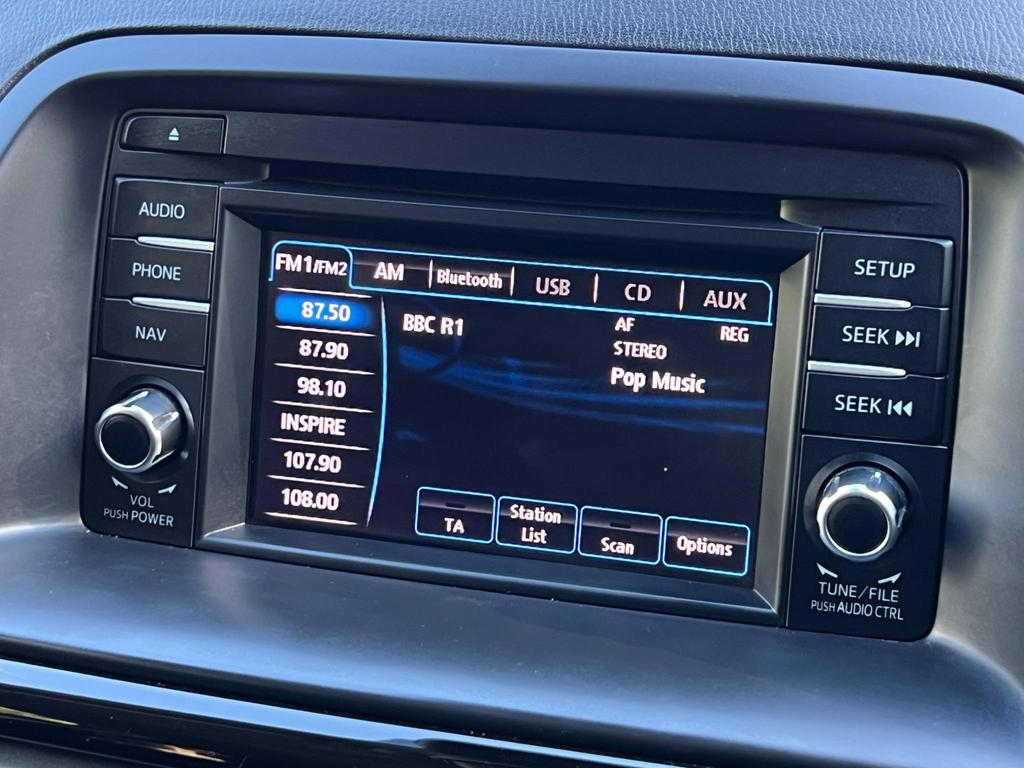 AUDIO
PHONE
NAV
VOL
PUSH POWER
FM1/FM2 AM Bluetooth USB CD AUX
87.50
87.90
98.10
INSPIRE
107.90
108.00
BBC R1
AF REG
STEREO
Pop Music
TA
Station
List
Scan
Options
SETUP
SEEK
SEEK
TUNE/FILE
PUSH AUDIO CTRL